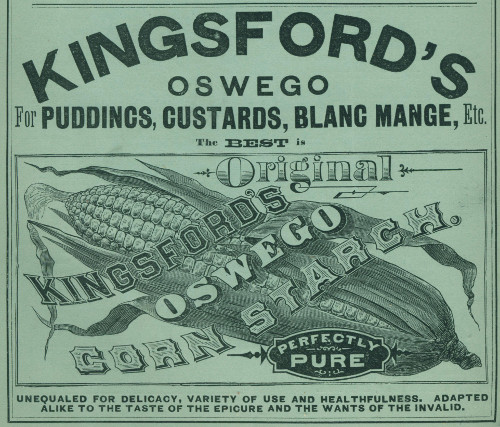 KINGSFORD'S
OSWEGO
For PUDDINGS, CUSTARDS, BLANC MANGE, Etc.
The BEST is
Original
KINGSFORD'S
OSWEGO
CORN STARCH.
PERFECTLY
PURE
UNEQUALED FOR DELICACY, VARIETY OF USE AND HEALTHFULNESS. ADAPTED
ALIKE TO THE TASTE OF THE EPICURE AND THE WANTS OF THE INVALID.